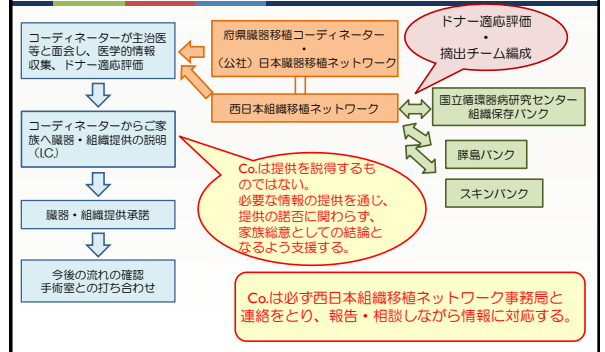 コーディネーターが主治医
等と面会し、医学的情報
収集、ドナー適応評価
府県臓器移植コーディネーター
・
（公社）日本臓器移植ネットワーク
ドナー適応評価
・
摘出チーム編成
西日本組織移植ネットワーク
国立循環器病研究センター
組織保存バンク
膵島バンク
スキンバンク
コーディネーターからご家
族へ臓器・組織提供の説明
（I.C.）
Co.は提供を説得するも
のではない。
必要な情報の提供を通じ、
提供の諾否に関わらず、
家族総意としての結論と
なるよう支援する。
臓器・組織提供承諾
今後の流れの確認
手術室との打ち合わせ
Co.は必ず西日本組織移植ネットワーク事務局と
連絡をとり、報告・相談しながら情報に対応する。